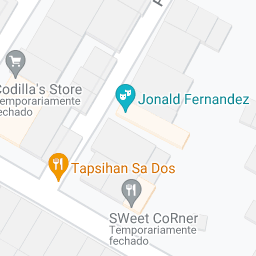 Codilla's Store
Temporariamente
fechado
Jonald Fernandez
Tapsihan Sa Dos
SWeet CoRner
Temporariamente
fechado